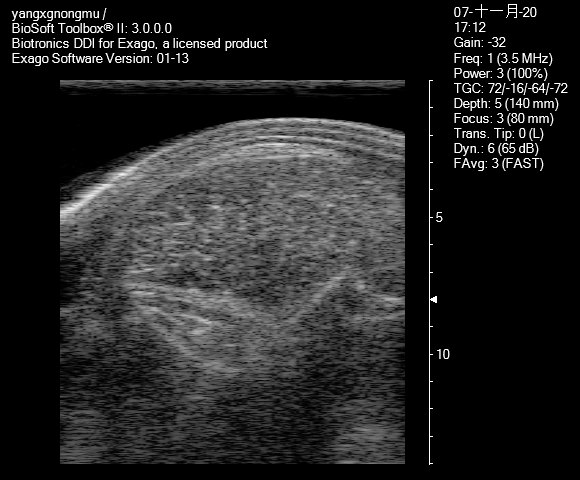 yangxgnongmu /
BioSoft Toolbox® II: 3.0.0.0
Biotronics DDI for Exago, a licensed product
Exago Software Version: 01-13
07-十一月-20
17:12
Gain: -32
Freq: 1 (3.5 MHz)
Power: 3 (100%)
TGC: 72/-16/-64/-72
Depth: 5 (140 mm)
Focus: 3 (80 mm)
Trans. Tip: 0 (L)
Dyn.: 6 (65 dB)
FAvg: 3 (FAST)
5
10